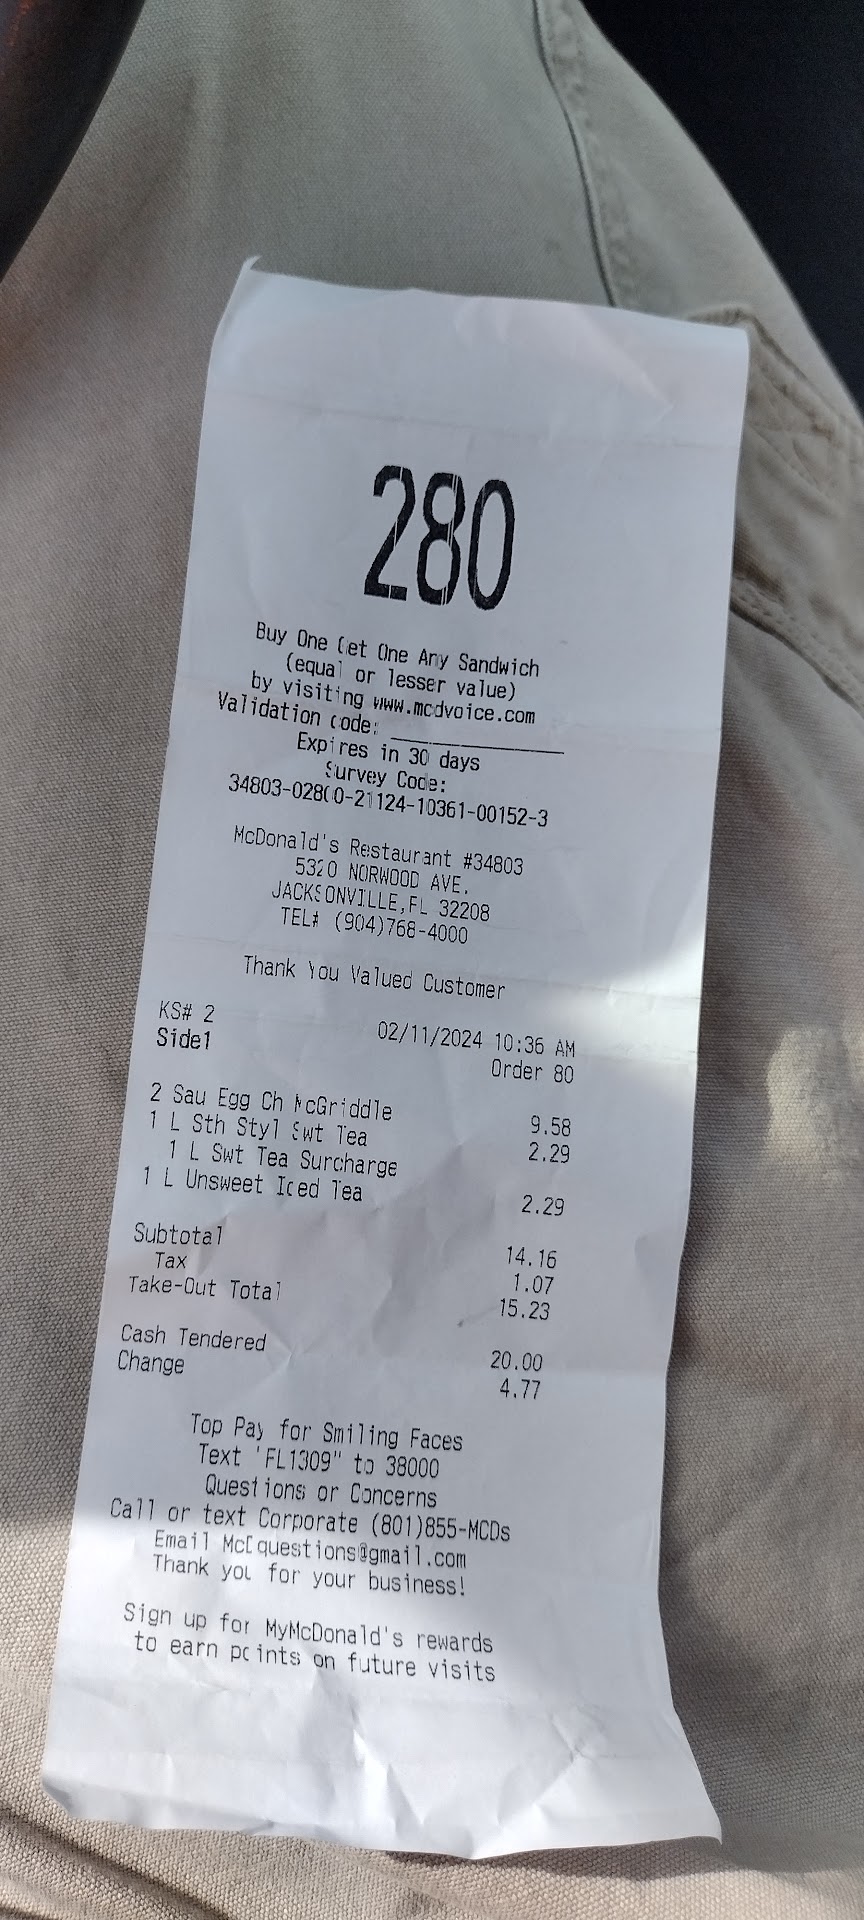 280
Buy One Get One Any Sandwich
(equal or lesser value)
by visiting www.mcdvoice.com
Validation code: ____________
Expires in 30 days
Survey Code:
34803-02800-21124-10361-00152-3
McDonald's Restaurant #34803
5320 NORWOOD AVE.
JACKSONVILLE,FL 32208
TEL# (904)768-4000
Thank You Valued Customer
KS# 2 02/11/2024 10:36 AM
Side1 Order 80
2 Sau Egg Ch McGriddle 9.58
1 L Sth Styl Swt Tea 2.29
1 L Swt Tea Surcharge
1 L Unsweet Iced Tea 2.29
Subtotal 14.16
Tax 1.07
Take-Out Total 15.23
Cash Tendered 20.00
Change 4.77
Top Pay for Smiling Faces
Text 'FL1309" to 38000
Questions or Concerns
Call or text Corporate (801)855-MCDs
Email McDquestions@gmail.com
Thank you for your business!
Sign up for MyMcDonald's rewards
to earn points on future visits